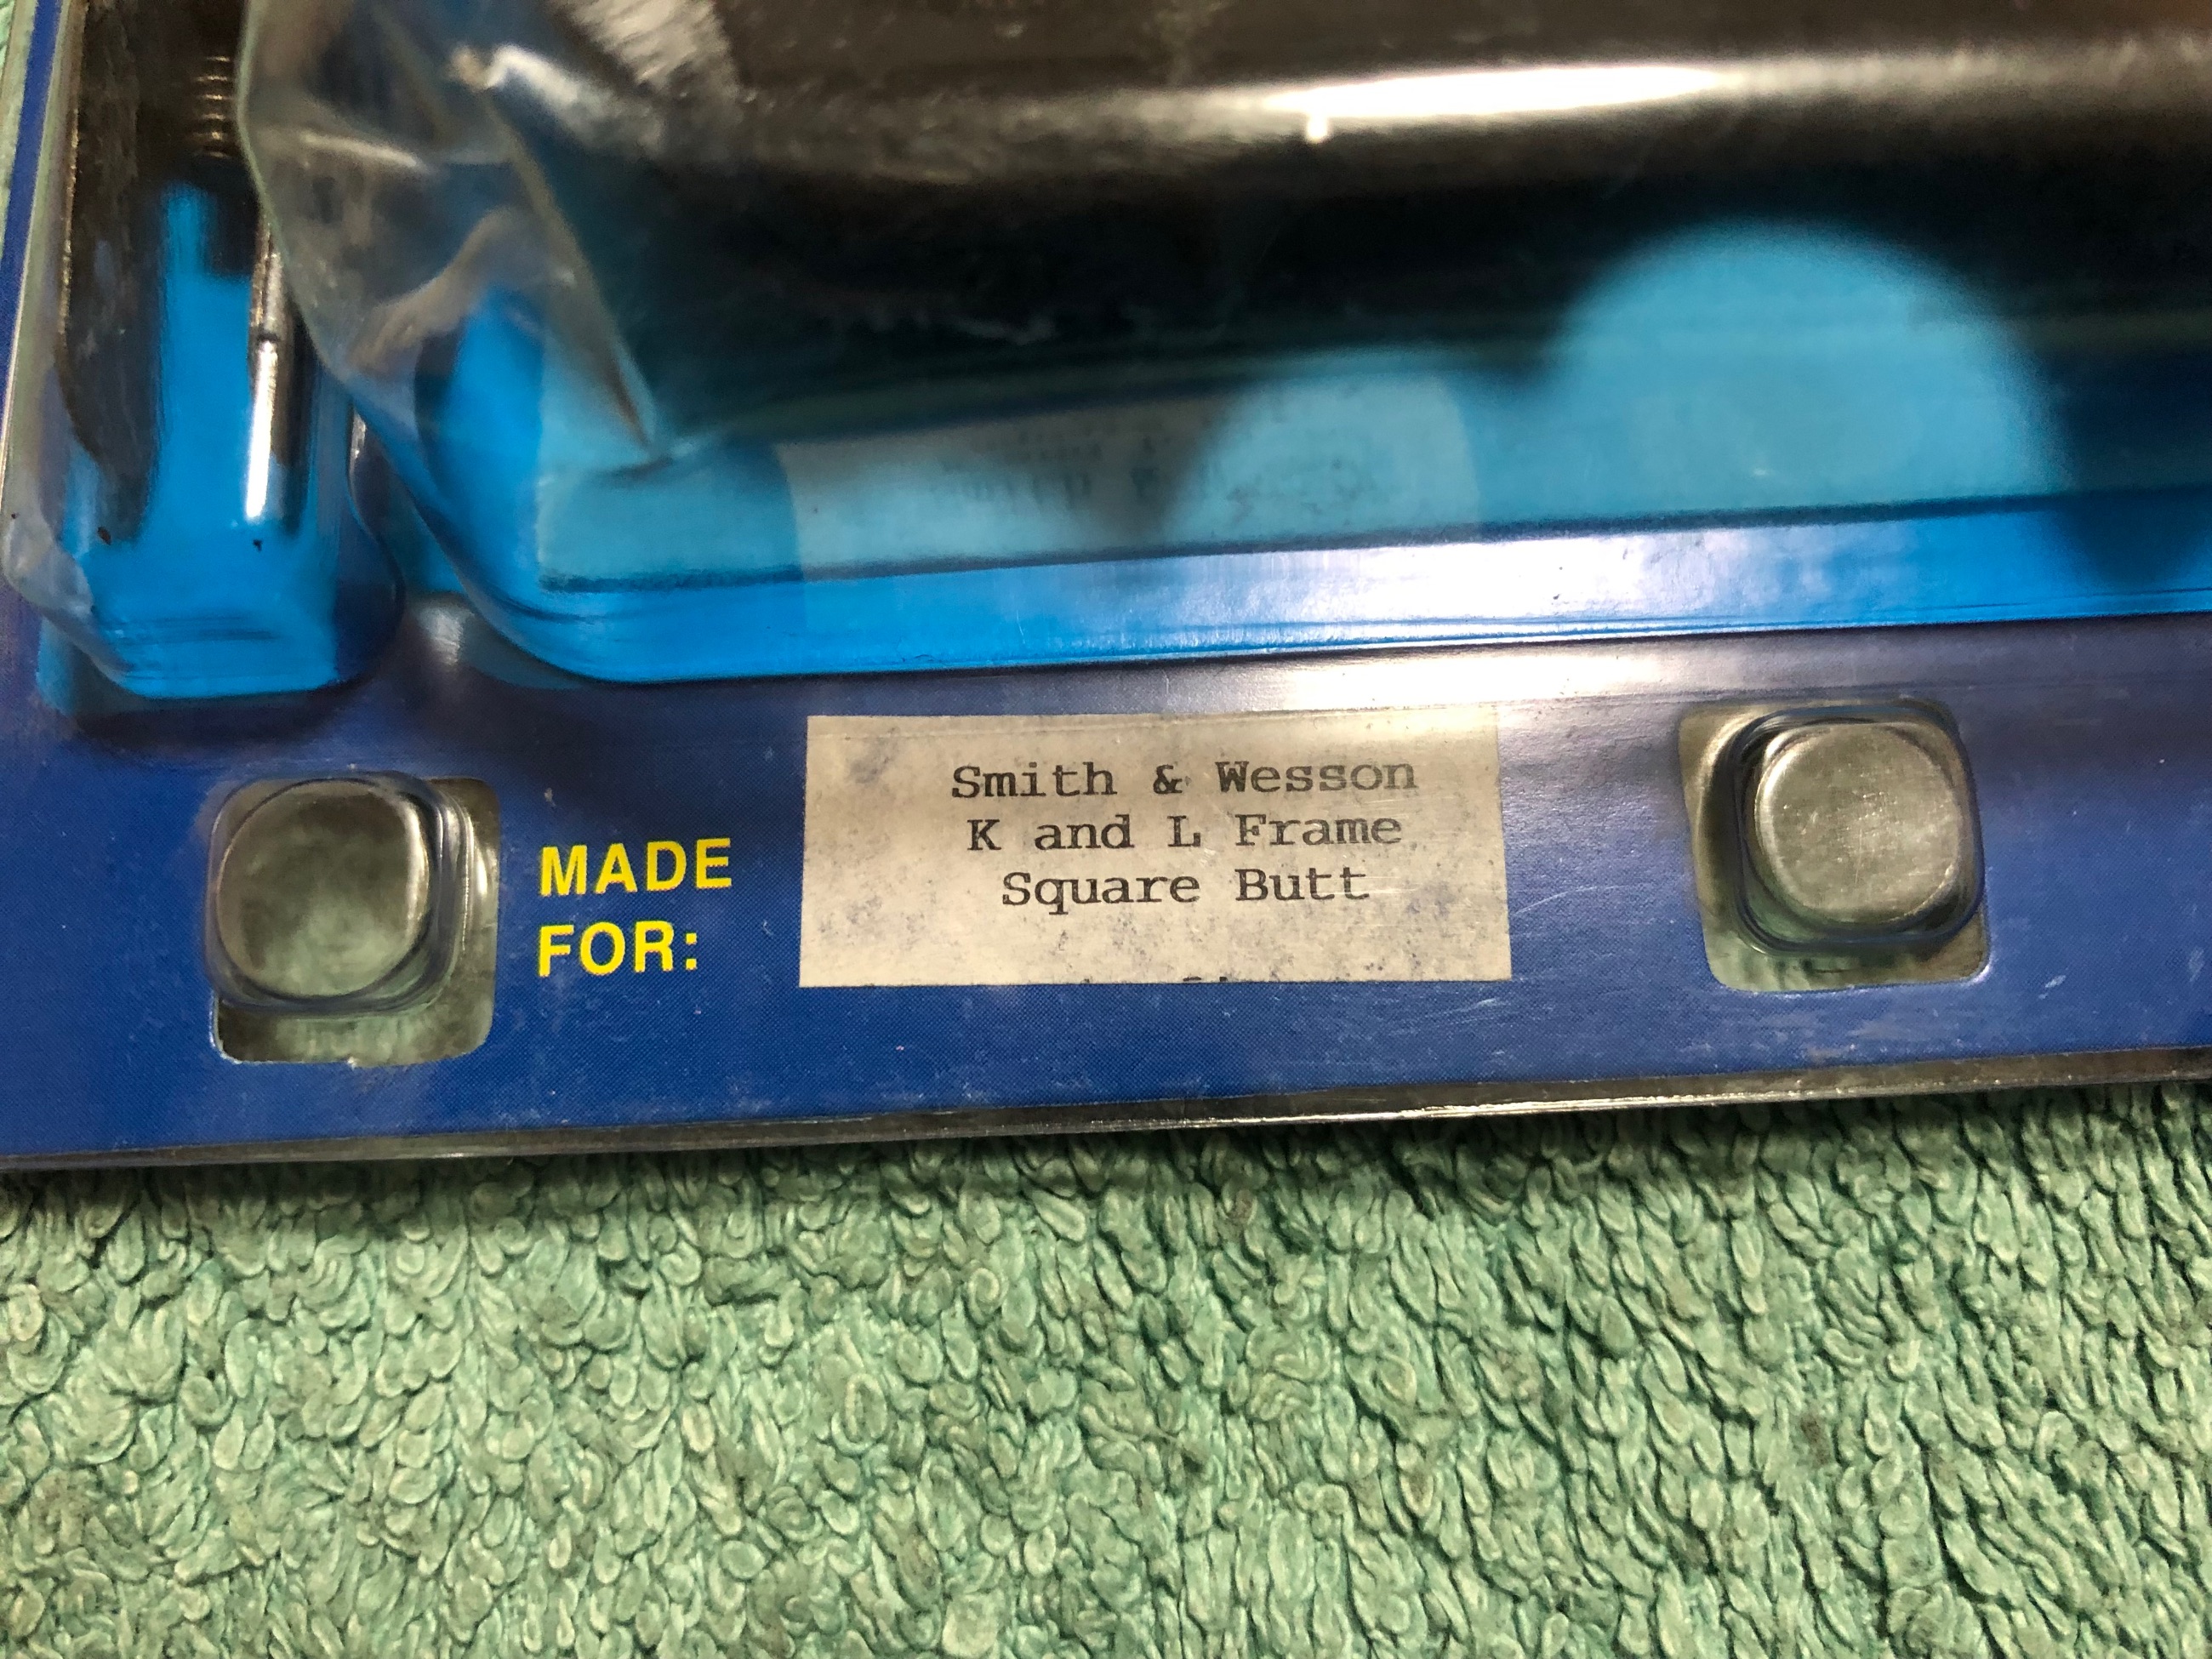 MADE
FOR:
Smith & Wesson
K and L Frame
Square Butt